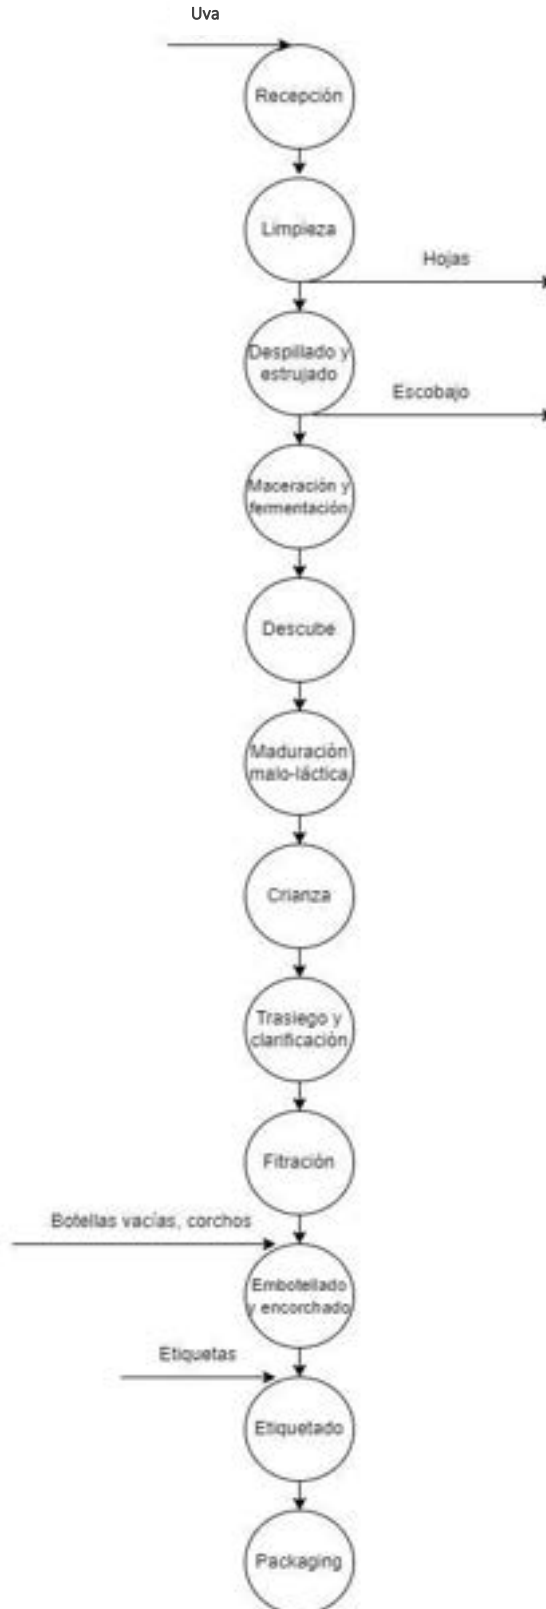 Uva
Recepción
Limpieza
Hojas
Despillado y
estrujado
Escobajo
Maceración y
fermentación
Descube
Maduración
malo-láctica
Crianza
Trasiego y
clarificación
Fitración
Botellas vacías, corchos
Embotellado
y encorchado
Etiquetas
Etiquetado
Packaging